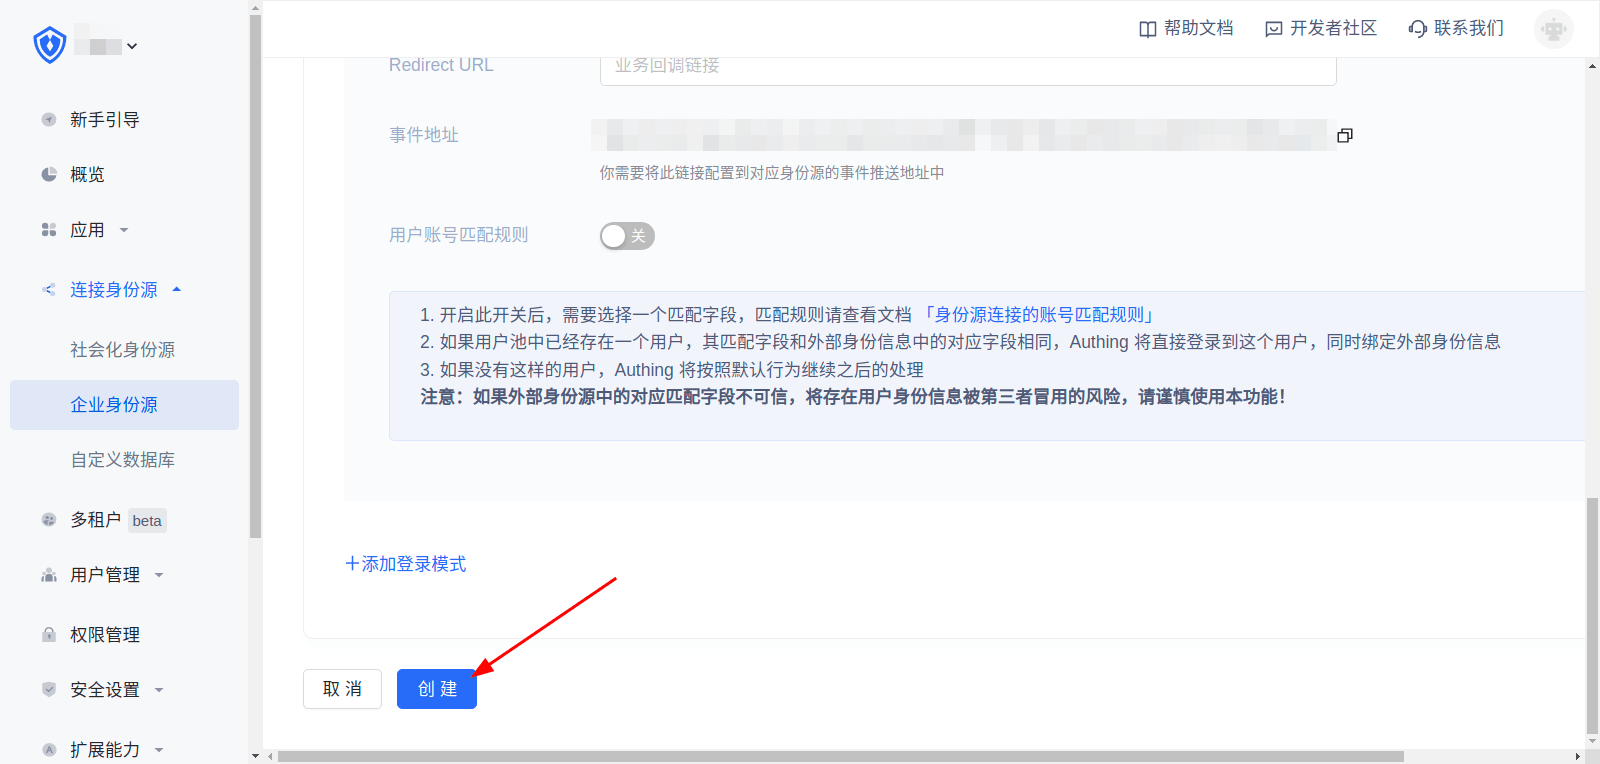 帮助文档
开发者社区
联系我们
新手引导
概览
应用
连接身份源
社会化身份源
企业身份源
自定义数据库
多租户 beta
用户管理
权限管理
安全设置
扩展能力
Redirect URL
业务回调链接
事件地址
你需要将此链接配置到对应身份源的事件推送地址中
用户账号匹配规则
关
1. 开启此开关后，需要选择一个匹配字段，匹配规则请查看文档 「身份源连接的账号匹配规则」
2. 如果用户池中已经存在一个用户，其匹配字段和外部身份信息中的对应字段相同，Authing 将直接登录到这个用户，同时绑定外部身份信息
3. 如果没有这样的用户，Authing 将按照默认行为继续之后的处理
注意：如果外部身份源中的对应匹配字段不可信，将存在用户身份信息被第三者冒用的风险，请谨慎使用本功能！
＋添加登录模式
取 消
创 建